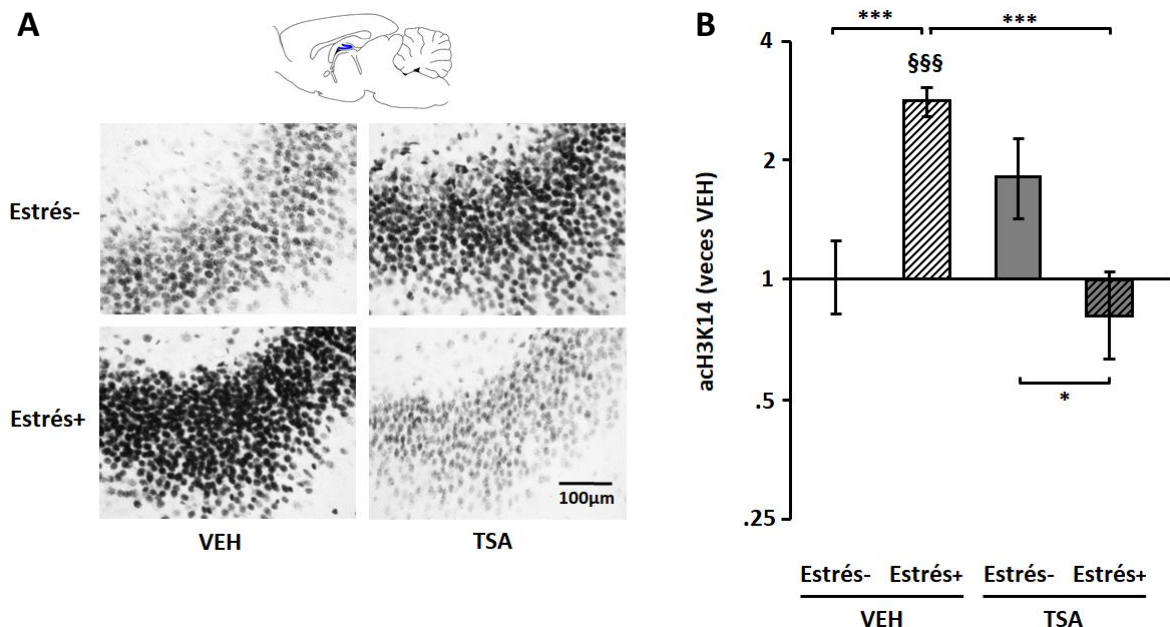 A
Estrés-
Estrés+
100µm
VEH
TSA
B
***
***
§§§
4
2
1
.5
.25
acH3K14 (veces VEH)
*
Estrés- Estrés+ Estrés- Estrés+
VEH TSA